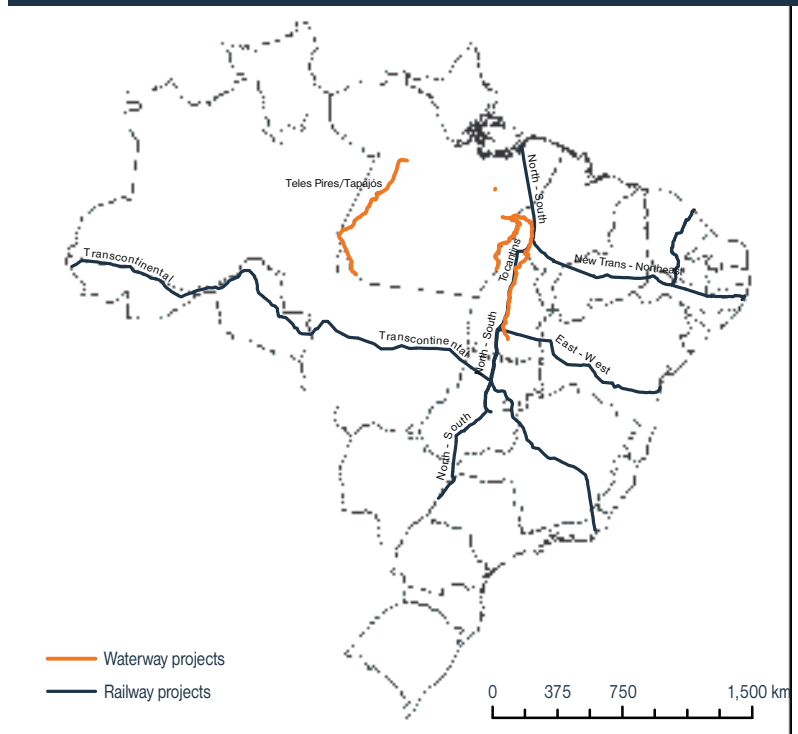 North - South
Teles Pires/Tapajós
Tocantins
Transcontinental
New Trans - Northeast
North - South
Transcontinental
East - West
North - South
Waterway projects
Railway projects
0 375 750 1,500 km